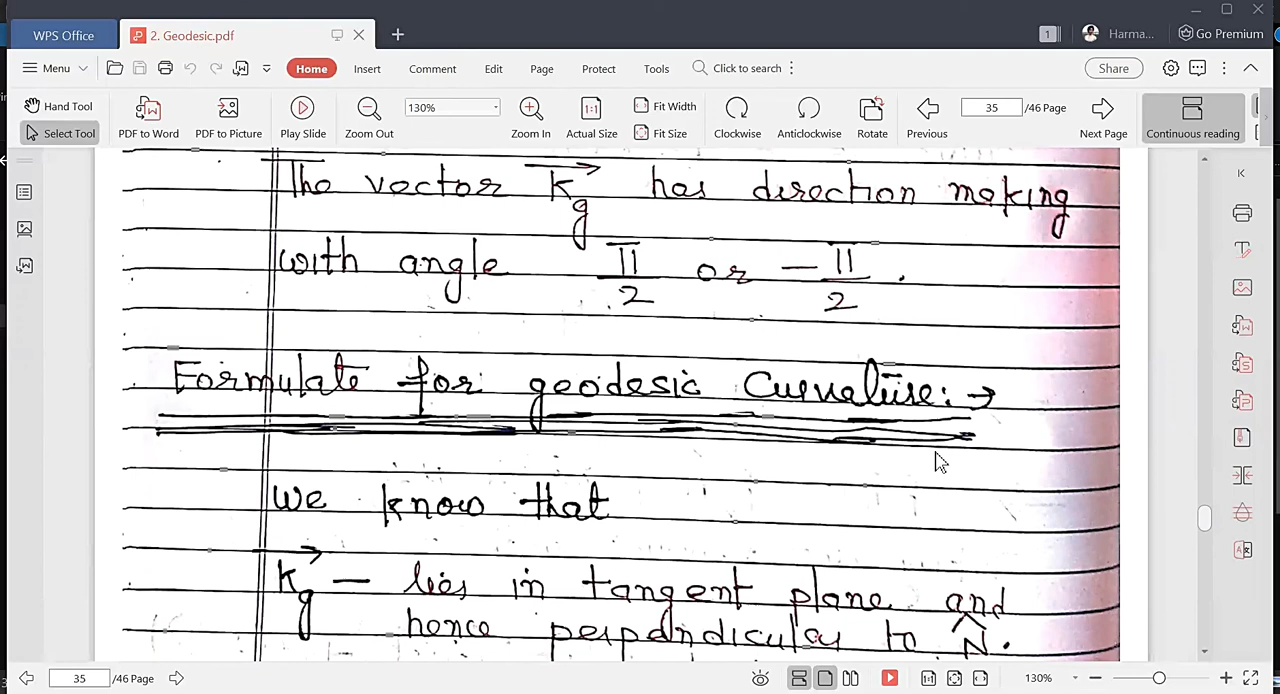 WPS Office
2. Geodesic.pdf
1
Harma...
Go Premium
Menu
Home
Insert
Comment
Edit
Page
Protect
Tools
Click to search
Share
Hand Tool
Select Tool
PDF to Word
PDF to Picture
Play Slide
Zoom Out
130%
Zoom In
1:1
Actual Size
Fit Width
Fit Size
Clockwise
Anticlockwise
Rotate
Previous
35
/46 Page
Next Page
Continuous reading
The vector K⃗g has direction making
with angle π/2 or -π/2 .
Formulate for geodesic Curvature:→
we know that
K⃗g — lies in tangent plane and
hence perpendicular to N̂.
35
/46 Page
130%